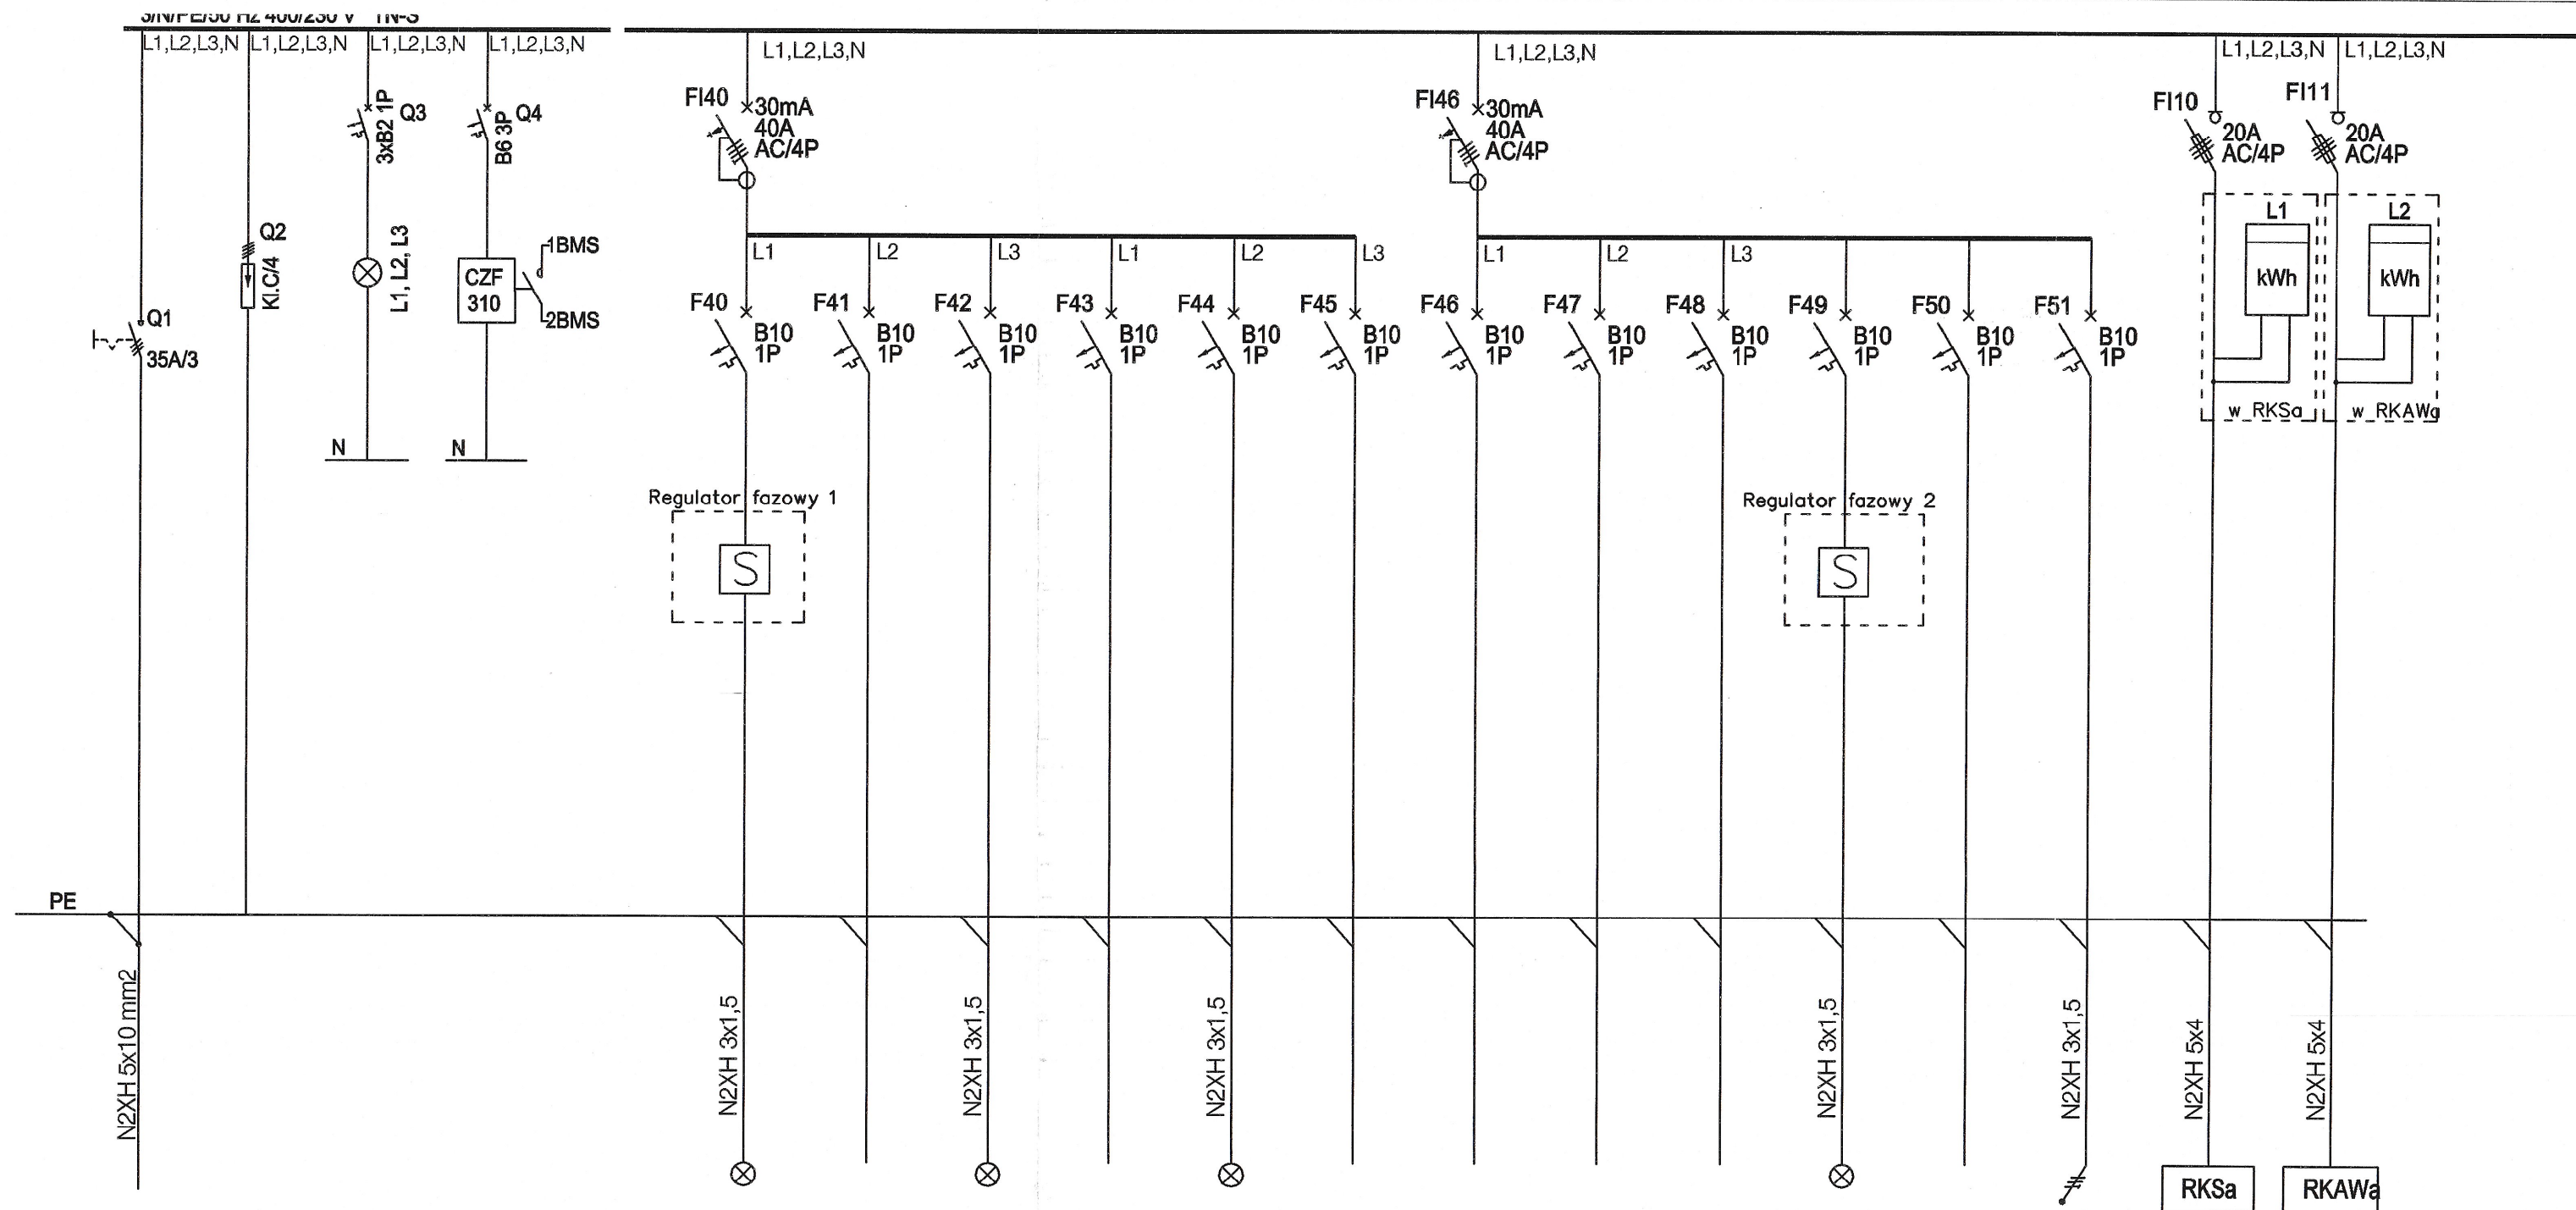 3/N/PE/50 Hz 400/230 V TN-S
L1,L2,L3,N
L1,L2,L3,N
L1,L2,L3,N
L1,L2,L3,N
L1,L2,L3,N
L1,L2,L3,N
L1,L2,L3,N
L1,L2,L3,N
Q1
35A/3
Q2
Kl.C/4
Q3
3xB2 1P
L1, L2, L3
N
Q4
B6 3P
CZF
310
1BMS
2BMS
N
FI40
30mA
40A
AC/4P
FI46
30mA
40A
AC/4P
FI10
20A
AC/4P
FI11
20A
AC/4P
L1
kWh
w_RKSa
L2
kWh
w_RKAWa
L1
L2
L3
L1
L2
L3
L1
L2
L3
F40
B10
1P
F41
B10
1P
F42
B10
1P
F43
B10
1P
F44
B10
1P
F45
B10
1P
F46
B10
1P
F47
B10
1P
F48
B10
1P
F49
B10
1P
F50
B10
1P
F51
B10
1P
Regulator fazowy 1
S
Regulator fazowy 2
S
PE
N2XH 5x10 mm2
N2XH 3x1,5
N2XH 3x1,5
N2XH 3x1,5
N2XH 3x1,5
N2XH 3x1,5
N2XH 5x4
N2XH 5x4
RKSa
RKAWa